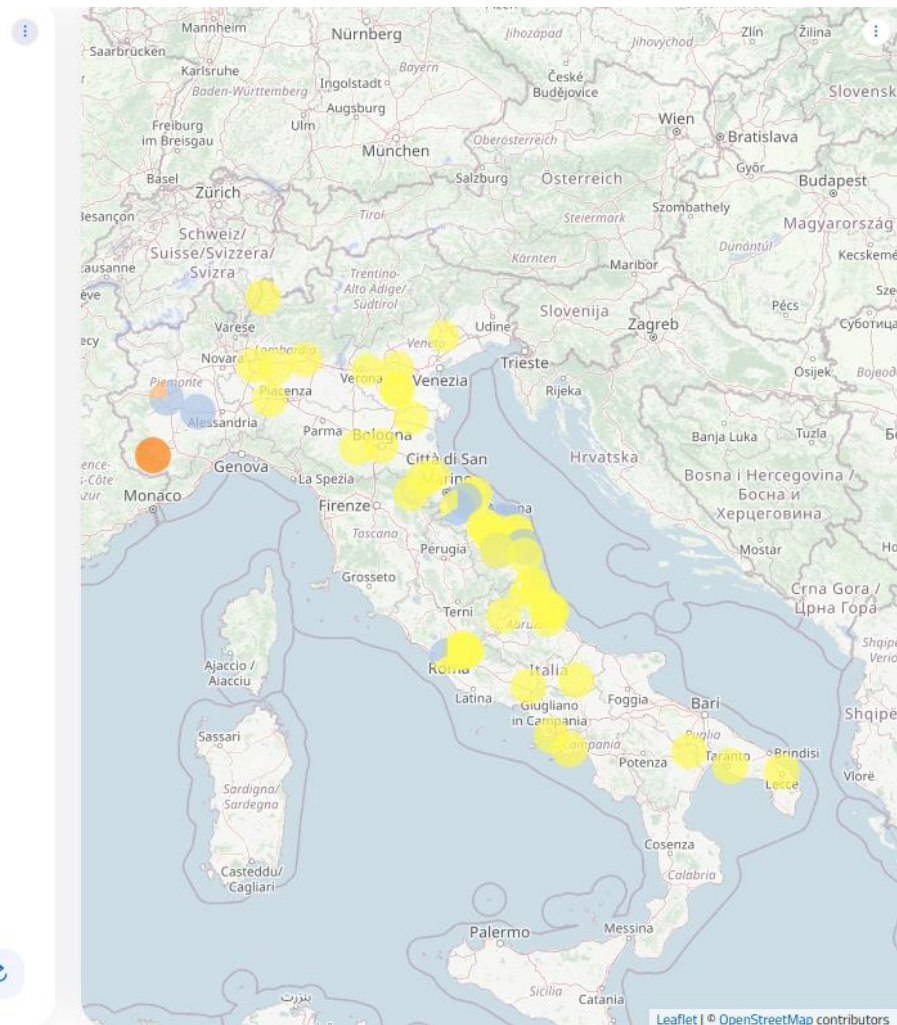 Mannheim
Nürnberg
Jihozápad
Jihovýchod
Zlín
Žilina
Saarbrücken
Karlsruhe
Bayern
České
Budějovice
Slovensk
Baden-Württemberg
Ingolstadt
Augsburg
Freiburg
im Breisgau
Ulm
München
Wien
Bratislava
Oberösterreich
Győr
Basel
Zürich
Salzburg
Österreich
Budapest
Besançon
Tirol
Steiermark
Szombathely
Magyarország
Schweiz/
Suisse/Svizzera/
Svizra
Kecskemé
Dunántúl
Kärnten
Maribor
Trentino-
Alto Adige/
Südtirol
Slovenija
Pécs
Varese
Udine
Zagreb
Суботица
Novara
Lombardia
Veneto
Trieste
Verona
Venezia
Osijek
Piemonte
Piacenza
Rijeka
Alessandria
Parma
Bologna
Banja Luka
Tuzla
Genova
La Spezia
Città di San
Marino
Hrvatska
Bosna i Hercegovina /
Босна и
Херцеговина
Monaco
Firenze
Toscana
Perugia
Mostar
Grosseto
Crna Gora /
Црна Гора
Terni
Abruzzo
Ajaccio /
Aiacciu
Roma
Italia
Latina
Foggia
Bari
Giugliano
in Campania
Shqipë
Sassari
Campania
Potenza
Puglia
Taranto
Brindisi
Lecce
Vlorë
Sardigna/
Sardegna
Cosenza
Casteddu/
Cagliari
Calabria
Palermo
Messina
Sicilia
Catania
بنزرت
Leaflet | © OpenStreetMap contributors